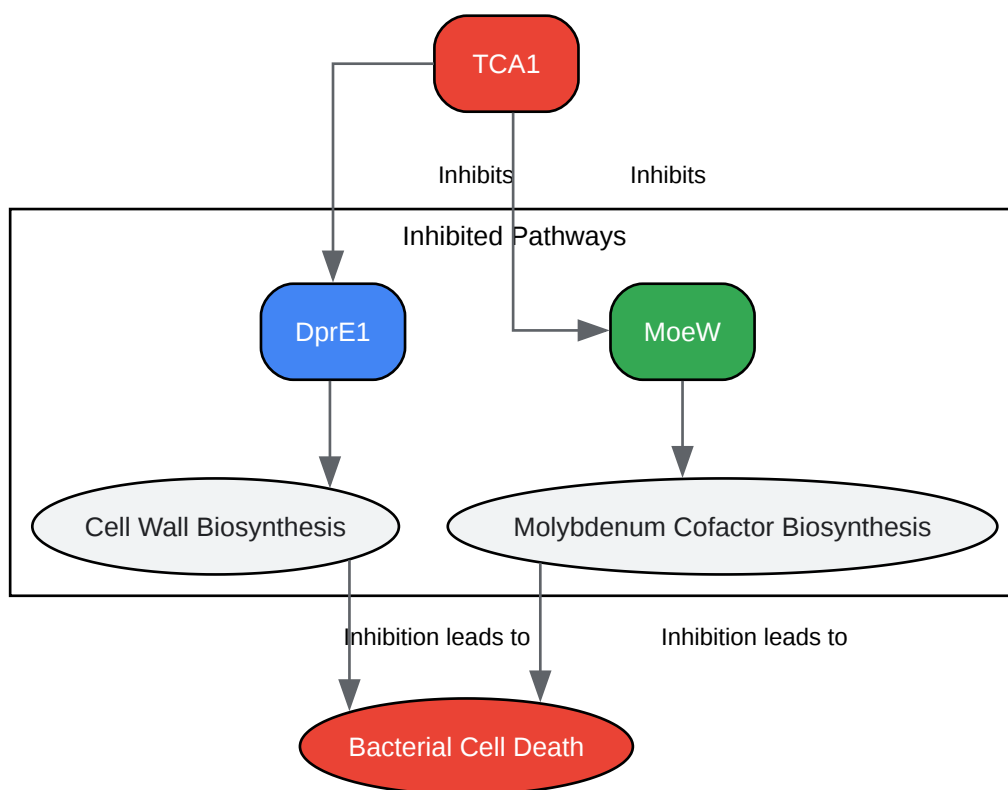 TCA1
Inhibits
Inhibits
Inhibited Pathways
DprE1
MoeW
Cell Wall Biosynthesis
Molybdenum Cofactor Biosynthesis
Inhibition leads to
Inhibition leads to
Bacterial Cell Death